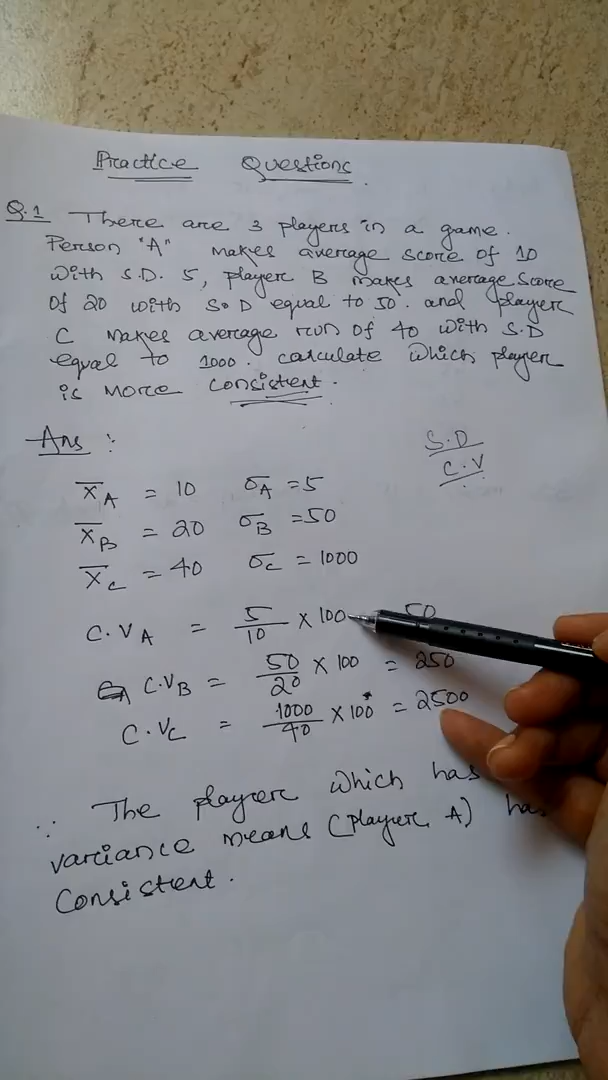 Practice Questions
Q.1 There are 3 players in a game.
Person "A" makes average score of 10
with S.D. 5, player B makes average score
of 20 with S.D equal to 50. and player
C makes average run of 40 with S.D
equal to 1000. calculate which player
is more consistent.
Ans :
S.D
C.V
X̄A = 10 σA = 5
X̄B = 20 σB = 50
X̄C = 40 σC = 1000
C.VA = 5/10 × 100 50
C.VB = 50/20 × 100 = 250
C.VC = 1000/40 × 100 = 2500
∵ The player which has
variance means (player A) ha
consistent.